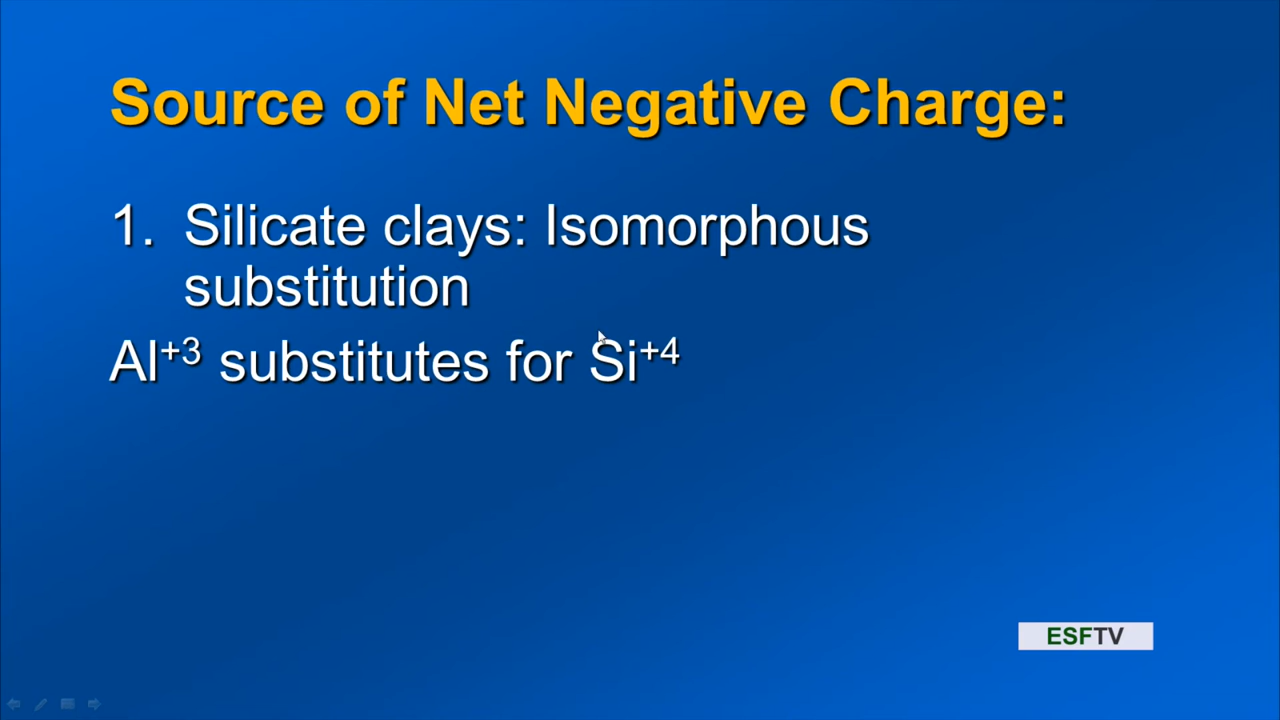 Source of Net Negative Charge:
1. Silicate clays: Isomorphous
substitution
Al⁺³ substitutes for Si⁺⁴
ESFTV